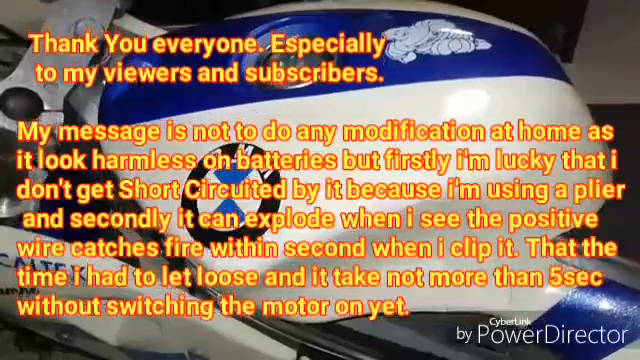 Thank You everyone. Especially
to my viewers and subscribers.
My message is not to do any modification at home as
it look harmless on batteries but firstly i'm lucky that i
don't get Short Circuited by it because i'm using a plier
and secondly it can explode when i see the positive
wire catches fire within second when i clip it. That the
time i had to let loose and it take not more than 5sec
without switching the motor on yet.
CyberLink
by PowerDirector